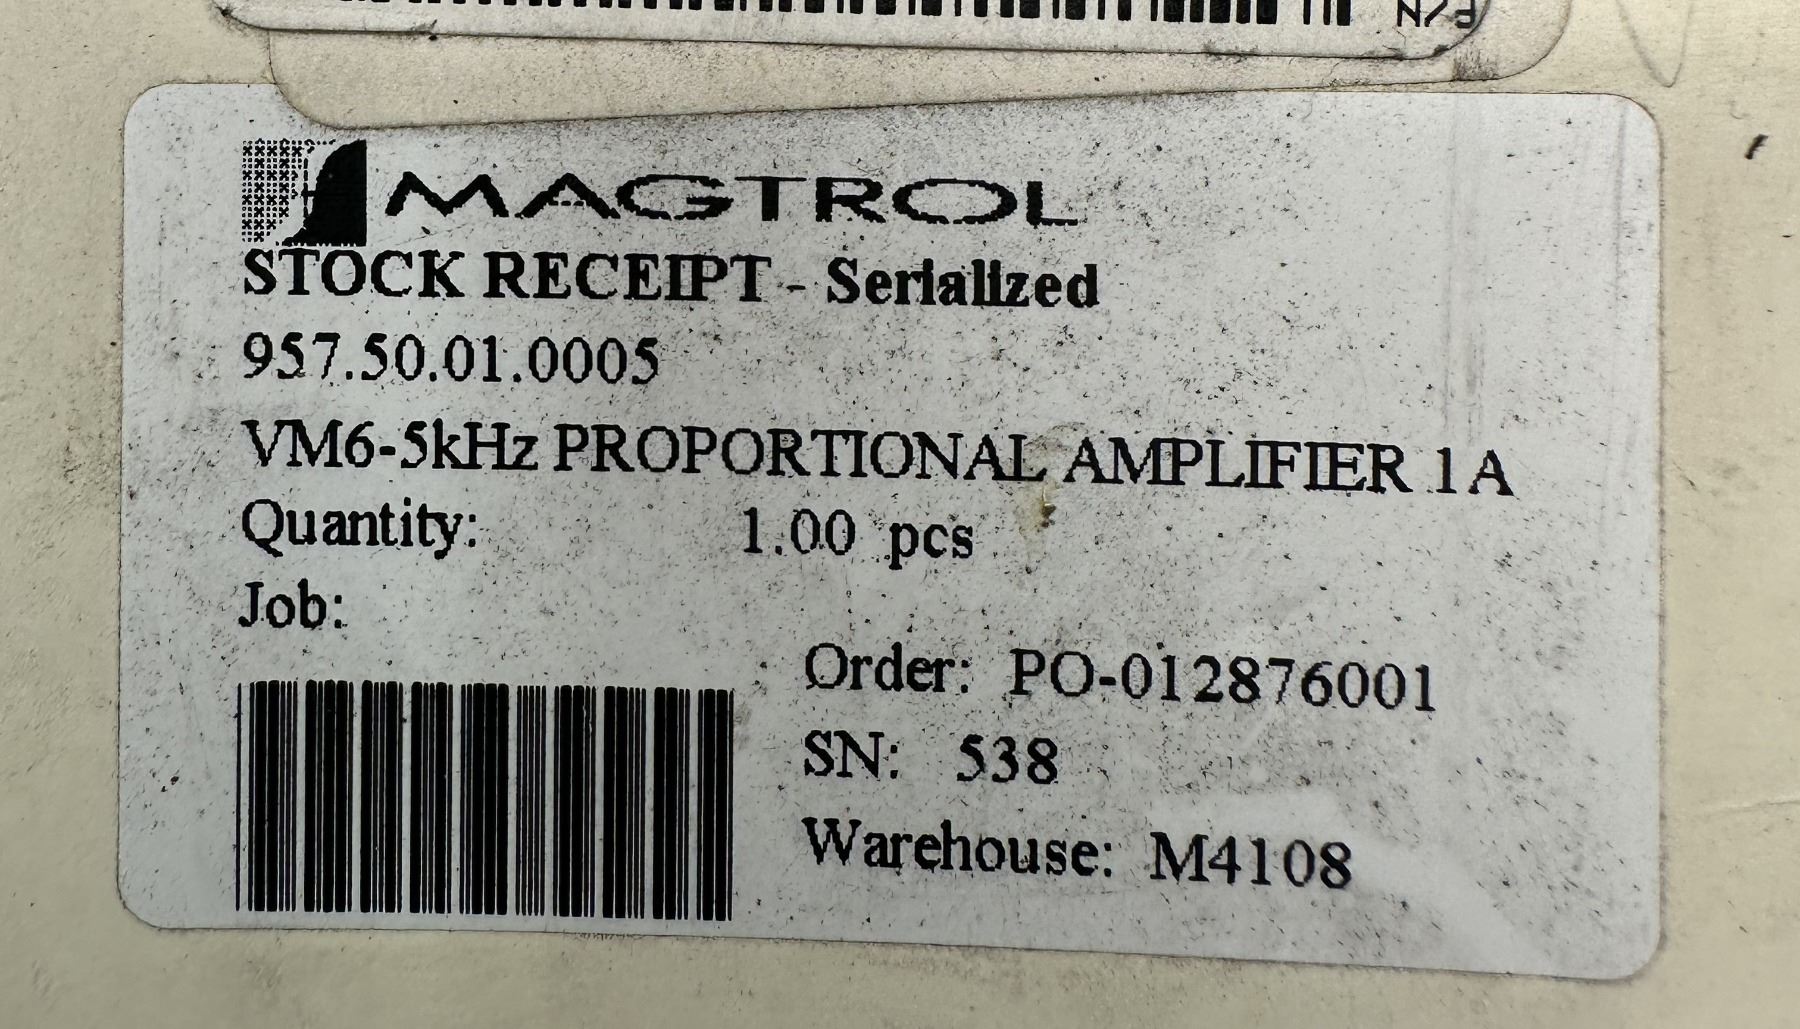 P/N
MAGTROL
STOCK RECEIPT - Serialized
957.50.01.0005
VM6-5kHz PROPORTIONAL AMPLIFIER 1A
Quantity: 1.00 pcs
Job:
Order: PO-012876001
SN: 538
Warehouse: M4108